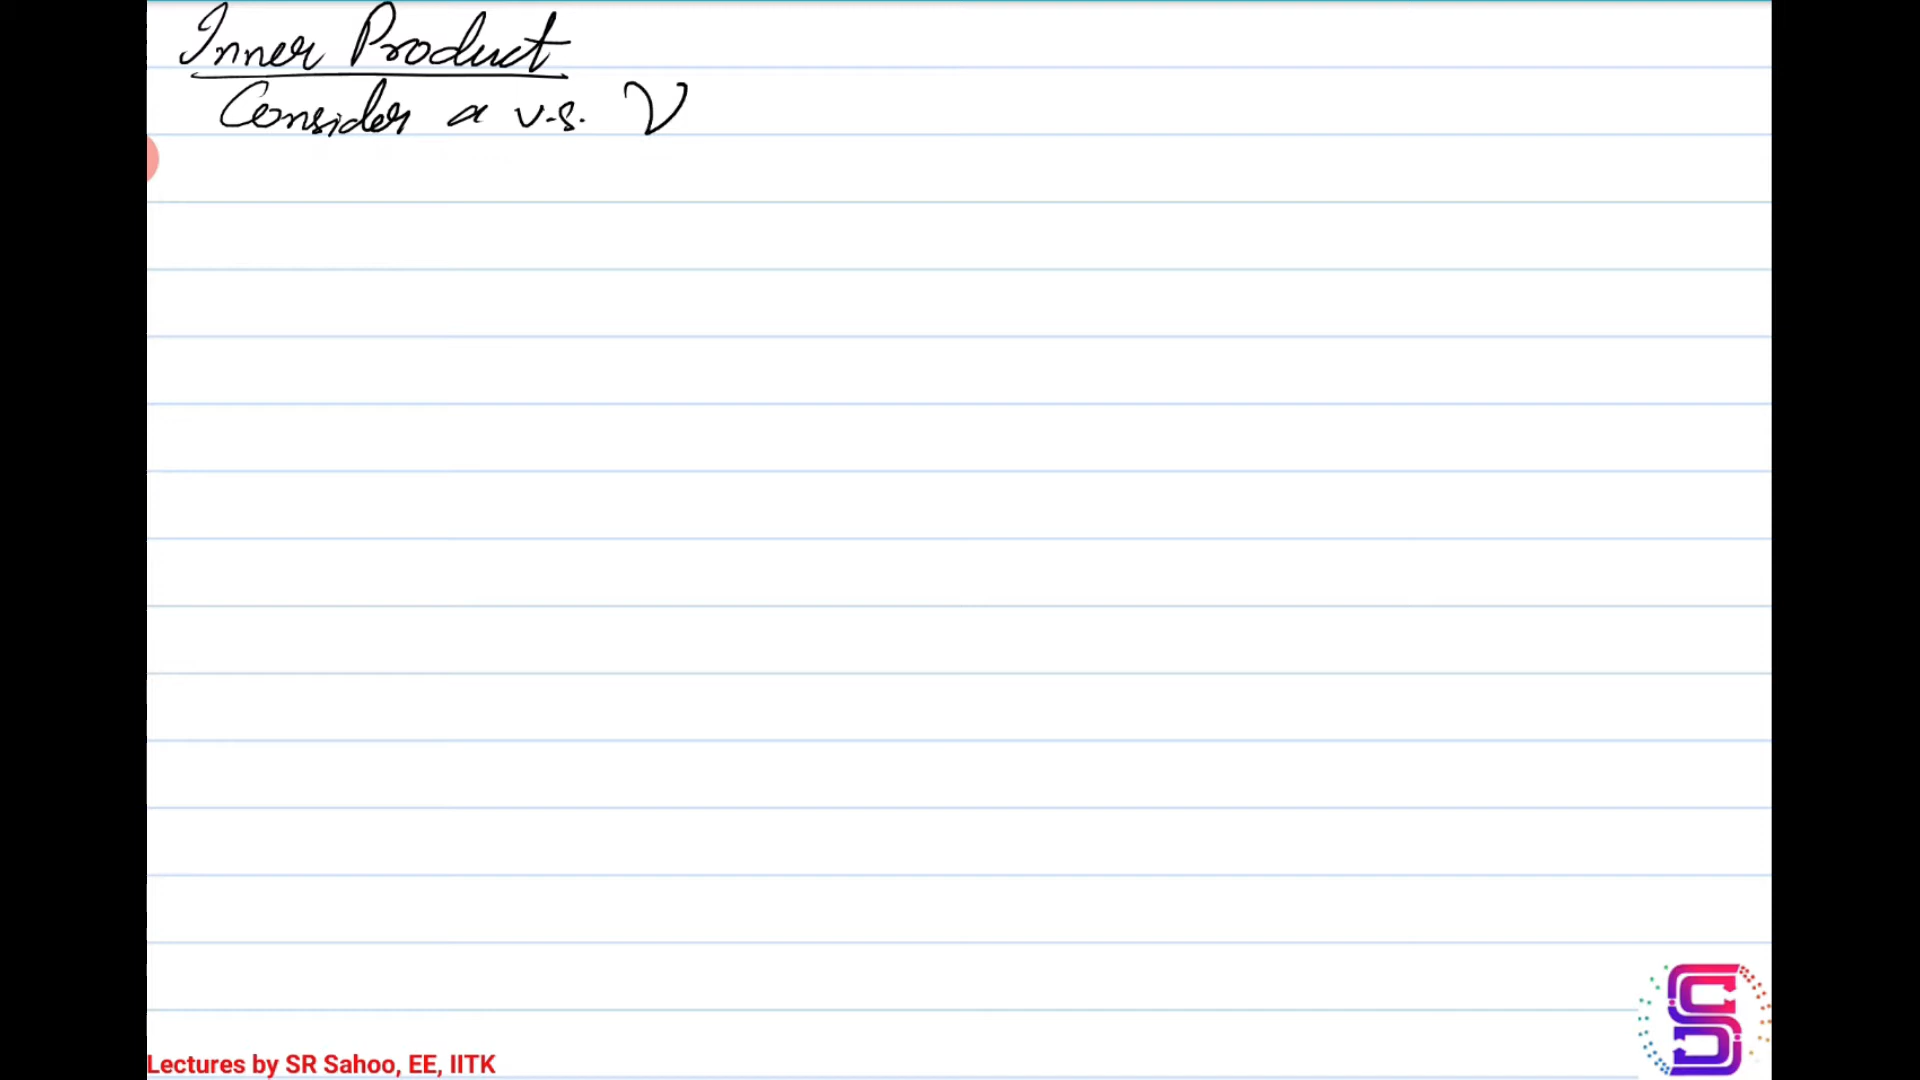 Inner Product
Consider a v.s. V
Lectures by SR Sahoo, EE, IITK